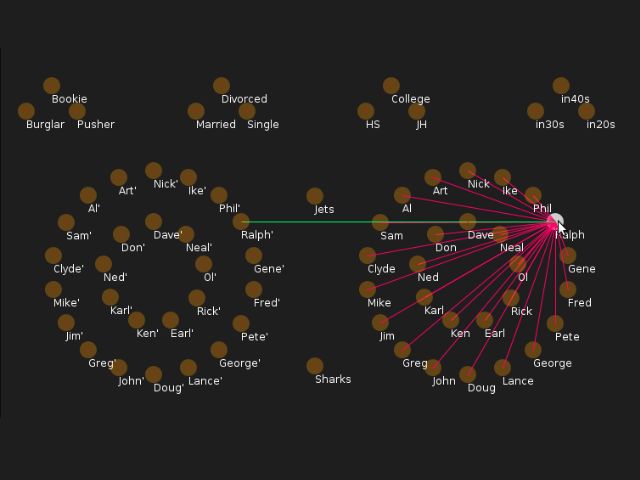 Bookie
Divorced
College
in40s
Burglar
Pusher
Married
Single
HS
JH
in30s
in20s
Nick'
Art'
Ike'
Al'
Phil'
Sam'
Dave'
Ralph'
Don'
Neal'
Clyde'
Gene'
Ned'
Ol'
Mike'
Fred'
Karl'
Rick'
Jim'
Ken'
Earl'
Pete'
Greg'
George'
John'
Doug'
Lance'
Jets
Sharks
Nick
Art
Ike
Al
Phil
Sam
Dave
Ralph
Don
Neal
Clyde
Gene
Ned
Ol
Mike
Fred
Karl
Rick
Jim
Ken
Earl
Pete
Greg
George
John
Doug
Lance